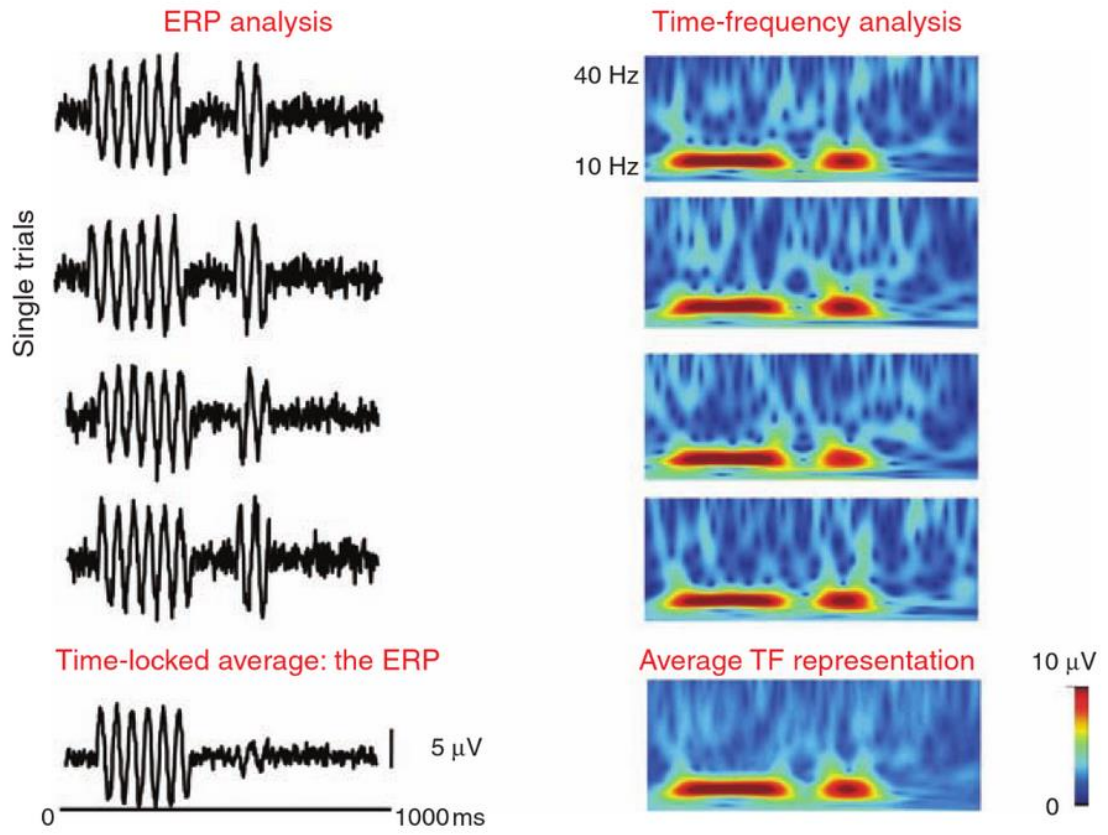 ERP analysis
Time-frequency analysis
Single trials
40 Hz
10 Hz
Time-locked average: the ERP
Average TF representation
5 μV
0
1000 ms
10 μV
0